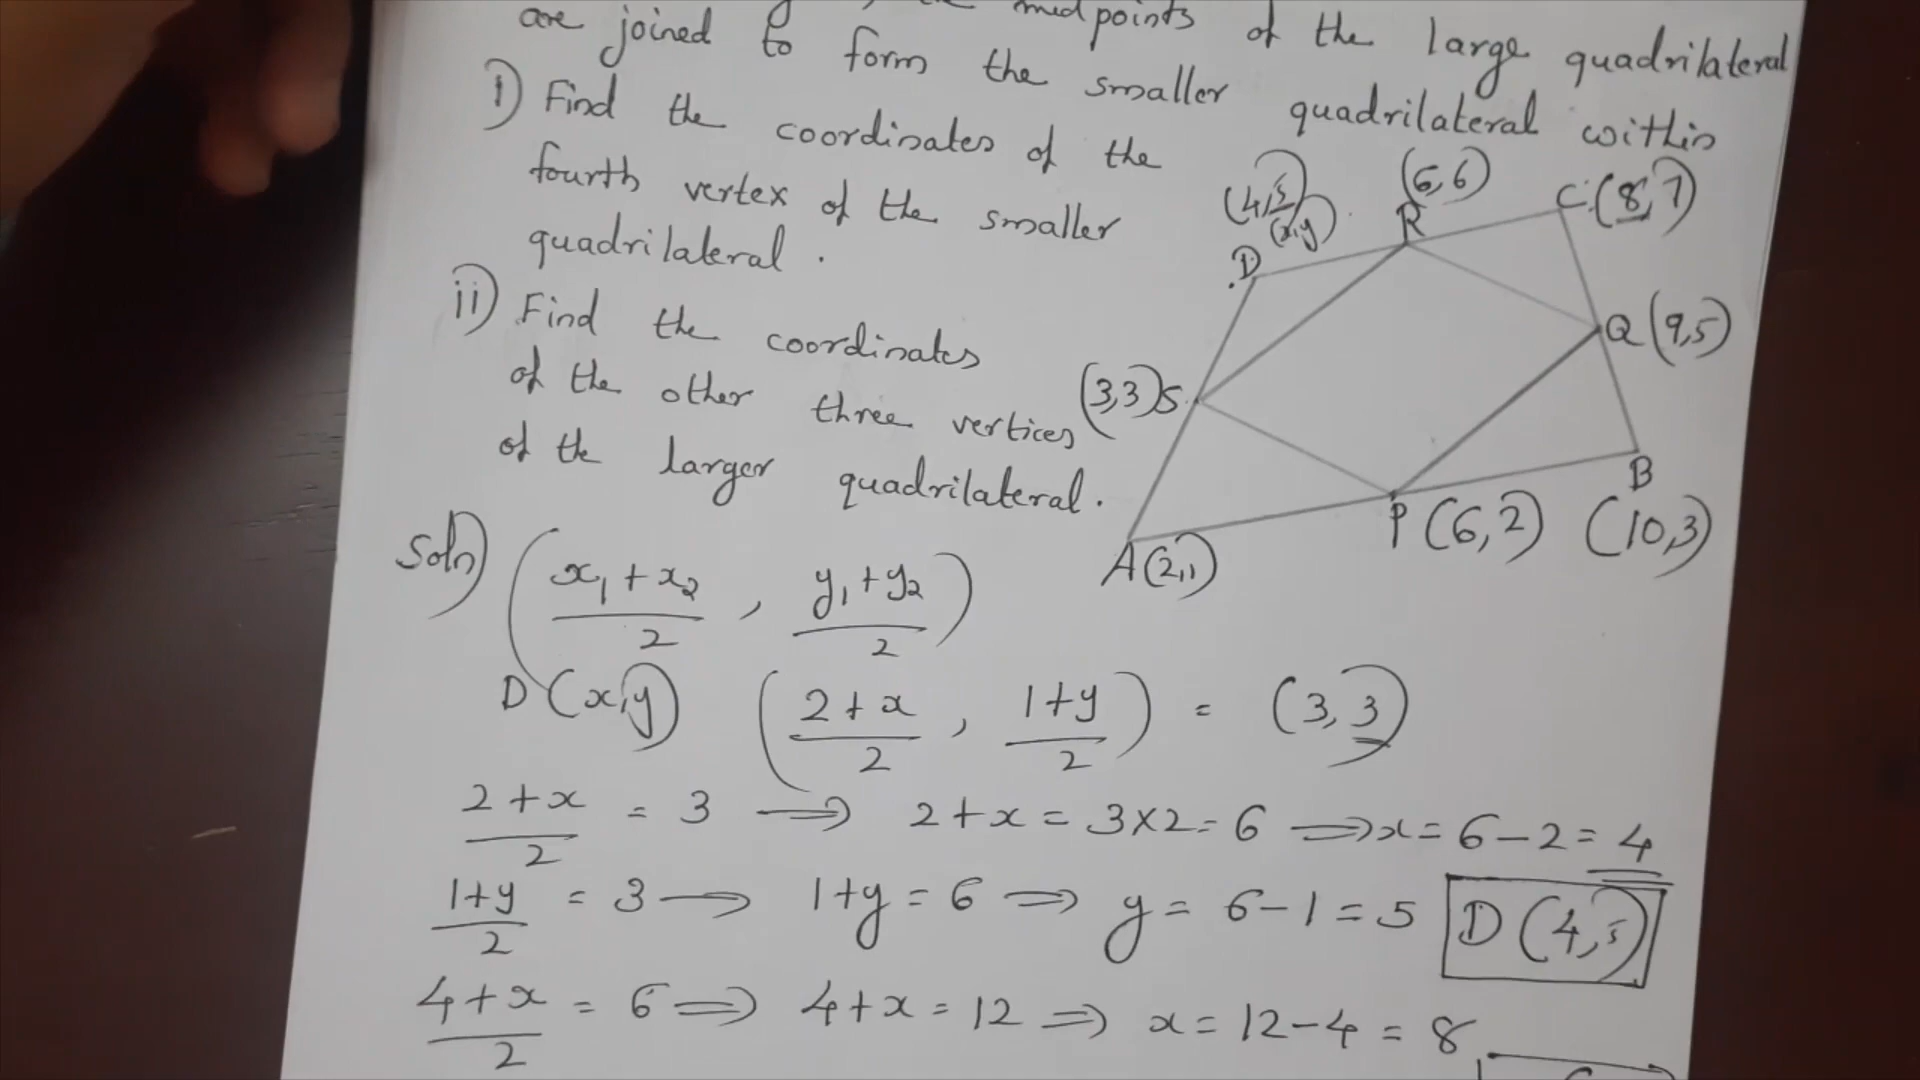 midpoints of the large quadrilateral
are joined to form the smaller quadrilateral within
i) Find the coordinates of the
fourth vertex of the smaller
quadrilateral.
ii) Find the coordinates
of the other three vertices
of the larger quadrilateral.
(4,5)
(x,y)
D
(6,6)
R
C (8,7)
Q (9,5)
(3,3) S
B
(10,3)
P (6,2)
A (2,1)
Soln) (x₁+x₂/2 , y₁+y₂/2)
D (x,y) (2+x/2 , 1+y/2) = (3,3)
2+x/2 = 3 ⟹ 2+x = 3×2 = 6 ⟹ x = 6-2 = 4
1+y/2 = 3 ⟶ 1+y = 6 ⟹ y = 6-1 = 5 D (4,5)
4+x/2 = 6 ⟹ 4+x = 12 ⟹ x = 12-4 = 8